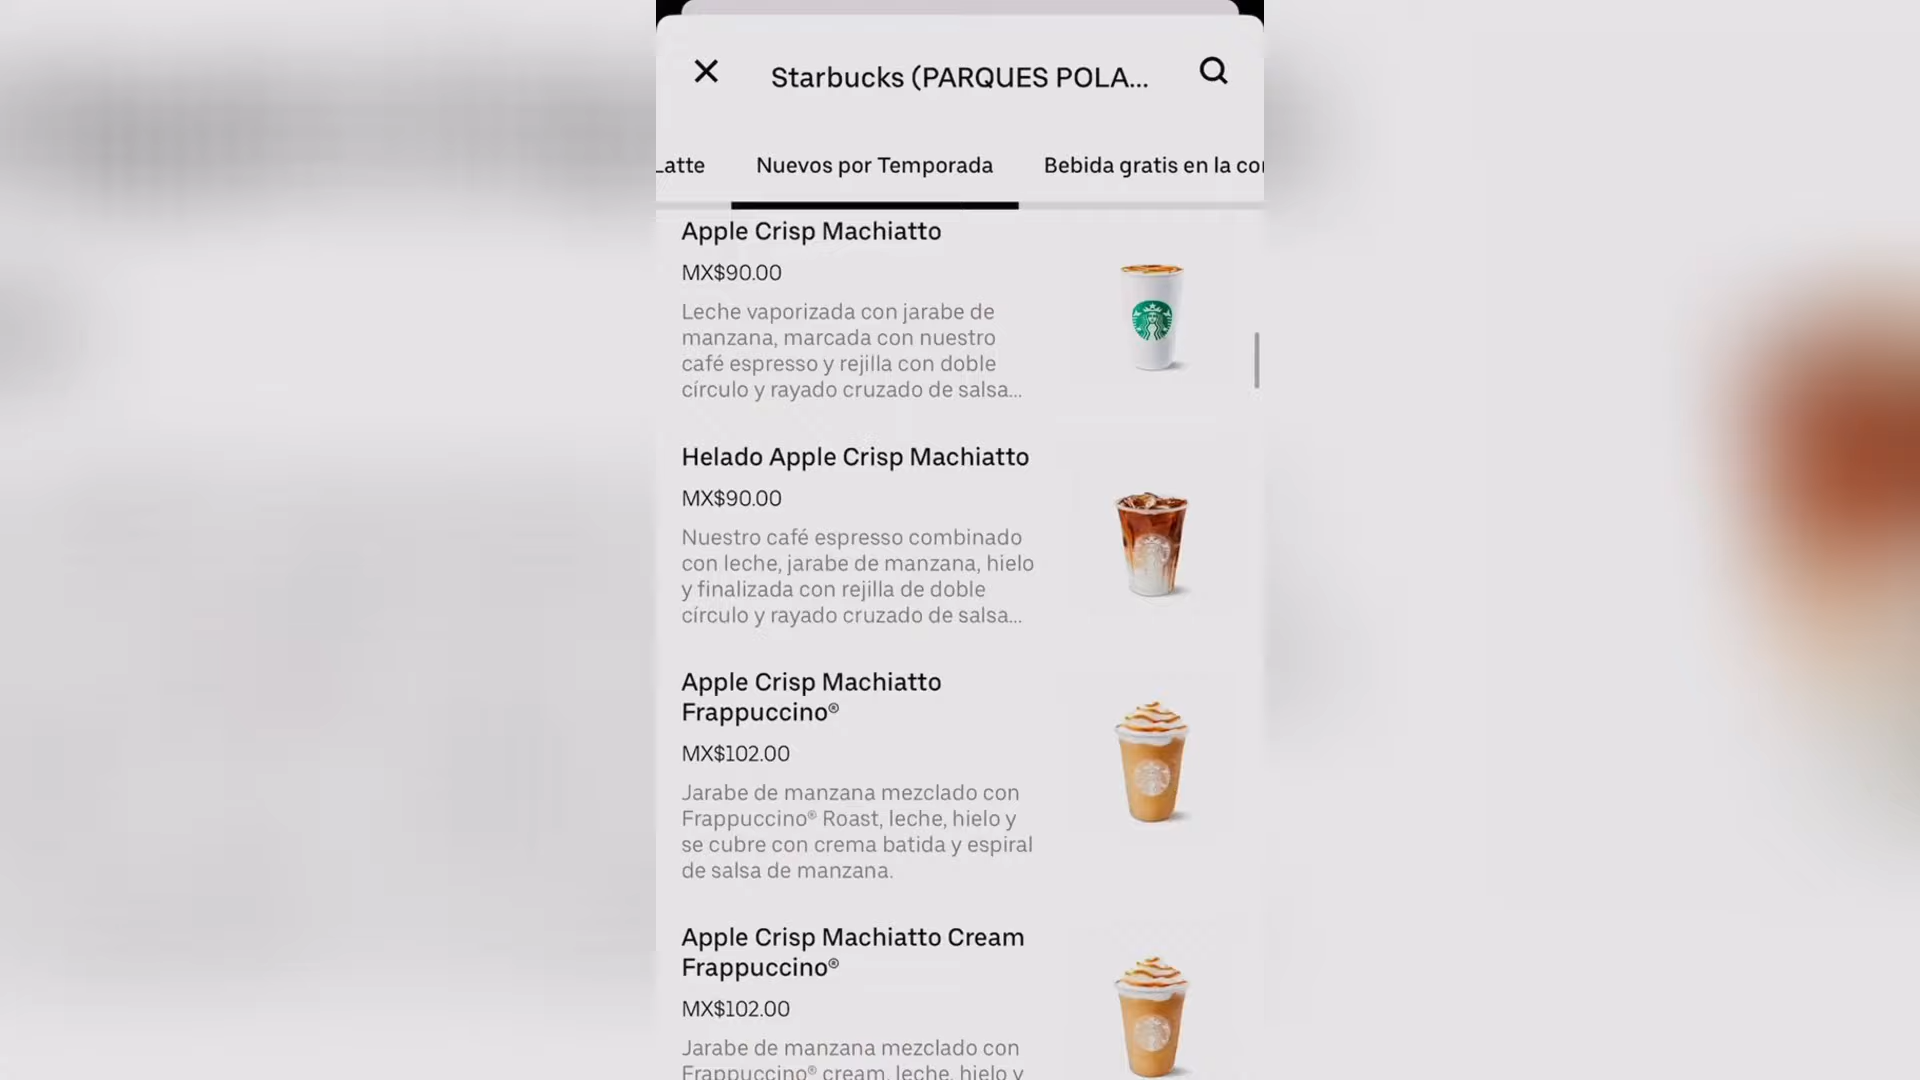 Starbucks (PARQUES POLA...
Latte
Nuevos por Temporada
Bebida gratis en la co
Apple Crisp Machiatto
MX$90.00
Leche vaporizada con jarabe de
manzana, marcada con nuestro
café espresso y rejilla con doble
círculo y rayado cruzado de salsa...
Helado Apple Crisp Machiatto
MX$90.00
Nuestro café espresso combinado
con leche, jarabe de manzana, hielo
y finalizada con rejilla de doble
círculo y rayado cruzado de salsa...
Apple Crisp Machiatto
Frappuccino®
MX$102.00
Jarabe de manzana mezclado con
Frappuccino® Roast, leche, hielo y
se cubre con crema batida y espiral
de salsa de manzana.
Apple Crisp Machiatto Cream
Frappuccino®
MX$102.00
Jarabe de manzana mezclado con
Frappuccino® cream, leche, hielo y